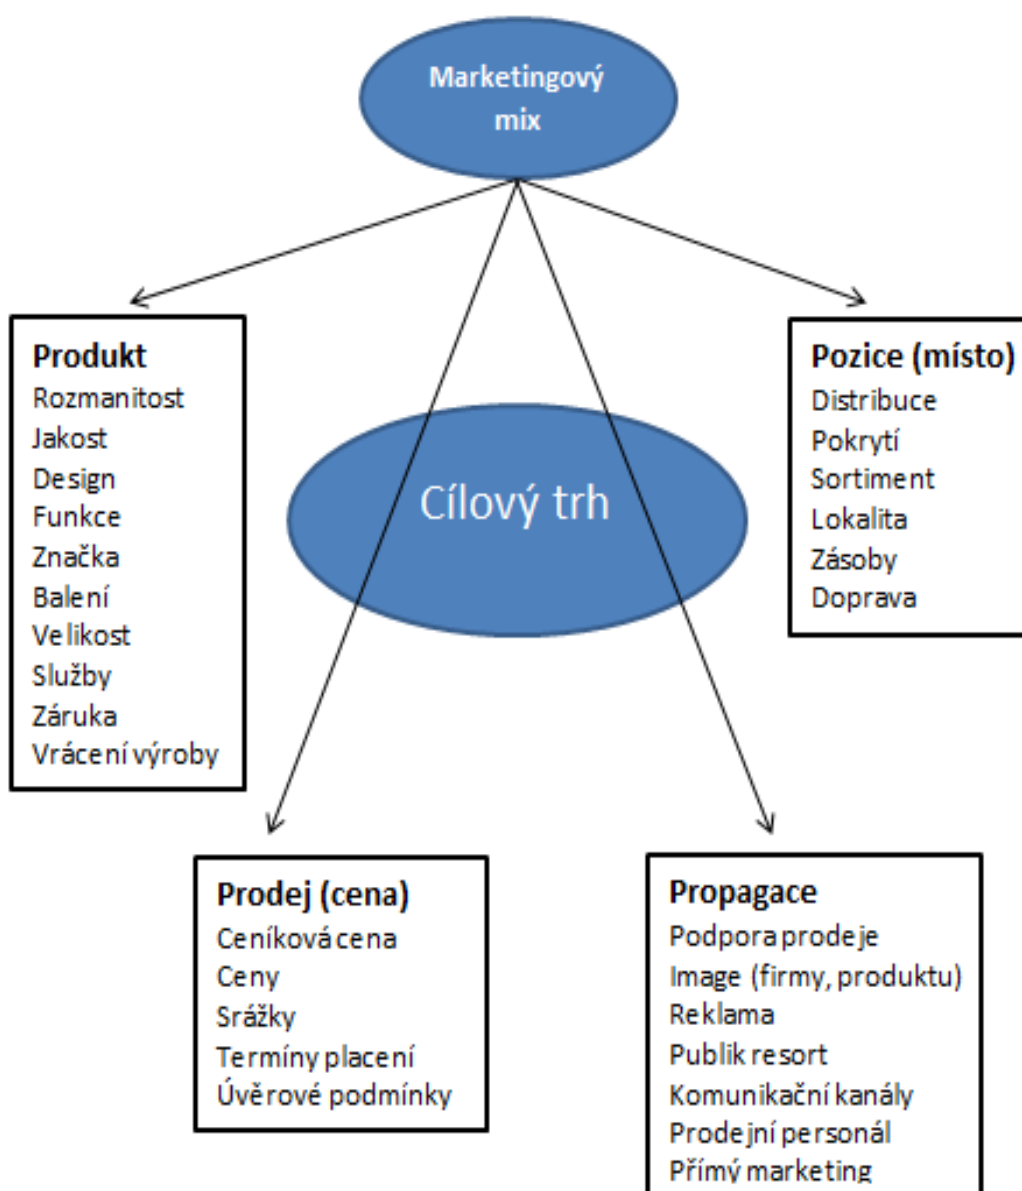 Marketingový
mix
Produkt
Rozmanitost
Jakost
Design
Funkce
Značka
Balení
Velikost
Služby
Záruka
Vrácení výroby
Cílový trh
Pozice (místo)
Distribuce
Pokrytí
Sortiment
Lokalita
Zásoby
Doprava
Prodej (cena)
Ceníková cena
Ceny
Srážky
Termíny placení
Úvěrové podmínky
Propagace
Podpora prodeje
Image (firmy, produktu)
Reklama
Publik resort
Komunikační kanály
Prodejní personál
Přímý marketing